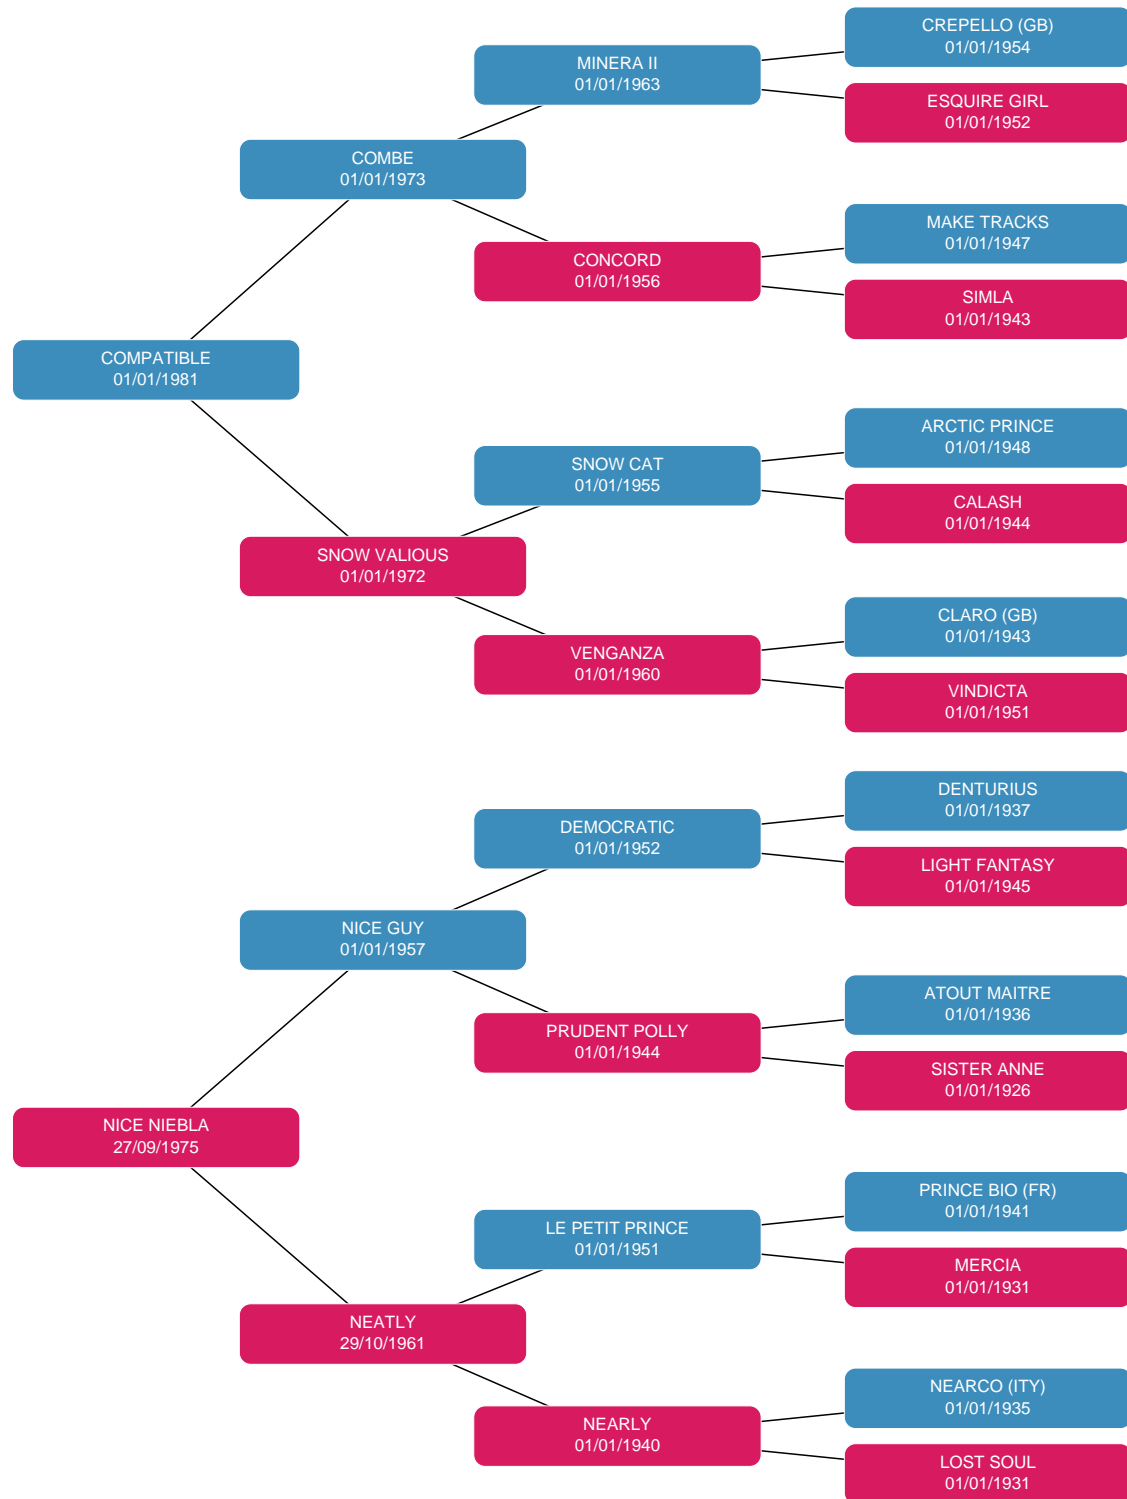 CREPELLO (GB)
01/01/1954
MINERA II
01/01/1963
ESQUIRE GIRL
01/01/1952
COMBE
01/01/1973
MAKE TRACKS
01/01/1947
CONCORD
01/01/1956
SIMLA
01/01/1943
COMPATIBLE
01/01/1981
ARCTIC PRINCE
01/01/1948
SNOW CAT
01/01/1955
CALASH
01/01/1944
SNOW VALIOUS
01/01/1972
CLARO (GB)
01/01/1943
VENGANZA
01/01/1960
VINDICTA
01/01/1951
DENTURIUS
01/01/1937
DEMOCRATIC
01/01/1952
LIGHT FANTASY
01/01/1945
NICE GUY
01/01/1957
ATOUT MAITRE
01/01/1936
PRUDENT POLLY
01/01/1944
SISTER ANNE
01/01/1926
NICE NIEBLA
27/09/1975
PRINCE BIO (FR)
01/01/1941
LE PETIT PRINCE
01/01/1951
MERCIA
01/01/1931
NEATLY
29/10/1961
NEARCO (ITY)
01/01/1935
NEARLY
01/01/1940
LOST SOUL
01/01/1931